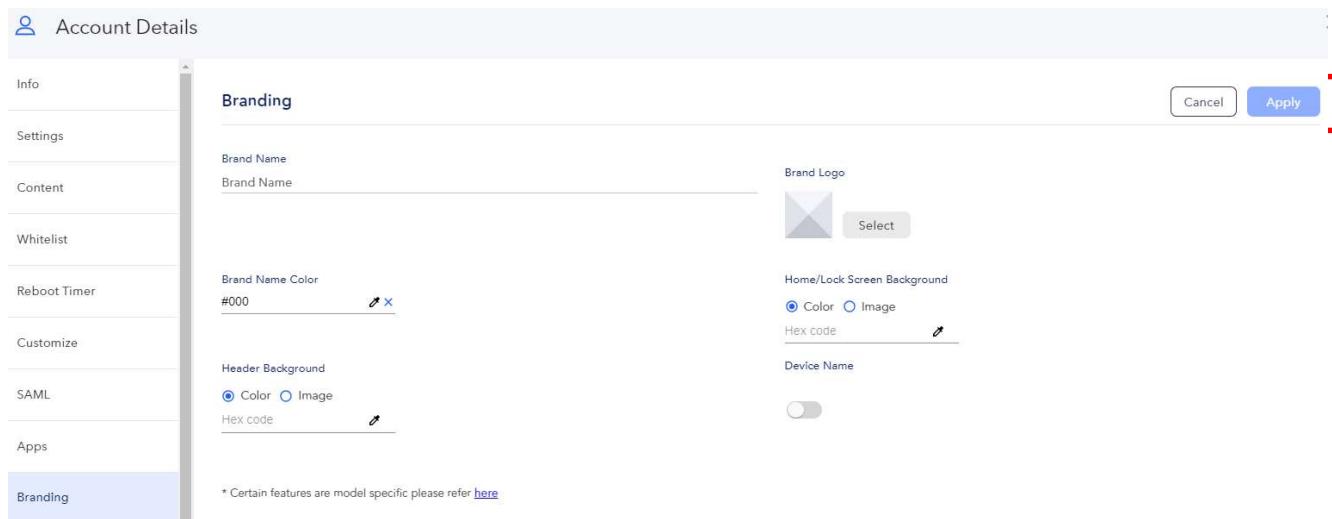 Account Details
Info
Settings
Content
Whitelist
Reboot Timer
Customize
SAML
Apps
Branding
Branding
Cancel
Apply
Brand Name
Brand Name
Brand Logo
Select
Brand Name Color
#000
Home/Lock Screen Background
Color Image
Hex code
Header Background
Color Image
Hex code
Device Name
* Certain features are model specific please refer here